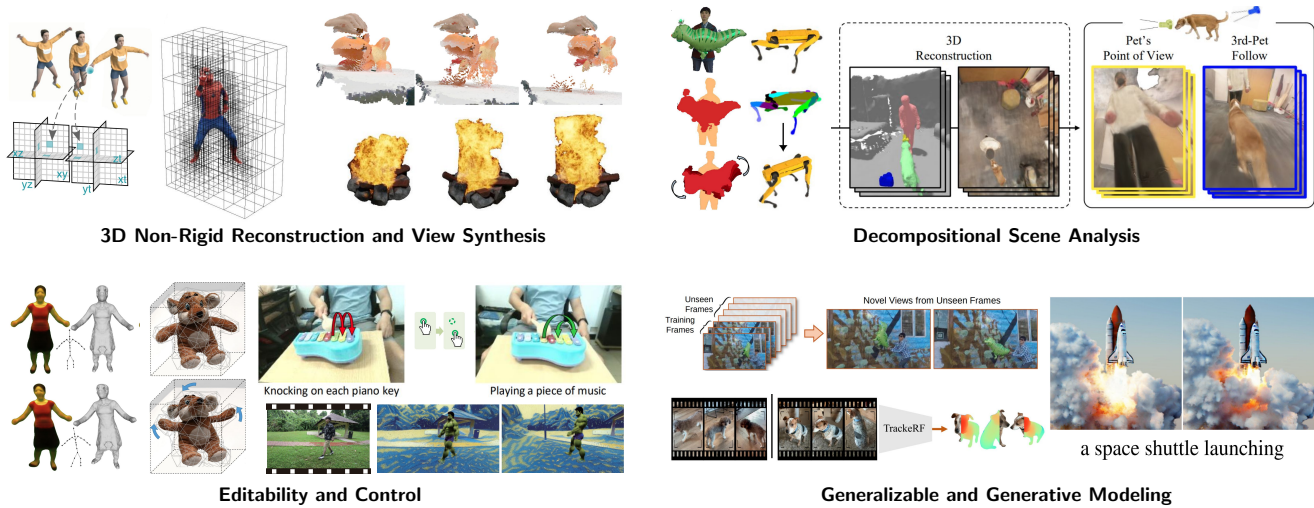 xz
yz
xy
yt
zt
xt
3D Non-Rigid Reconstruction and View Synthesis
3D
Reconstruction
Pet's
Point of View
3rd-Pet
Follow
Decompositional Scene Analysis
Knocking on each piano key
Playing a piece of music
Editability and Control
Unseen
Frames
Training
Frames
Novel Views from Unseen Frames
TrackeRF
a space shuttle launching
Generalizable and Generative Modeling